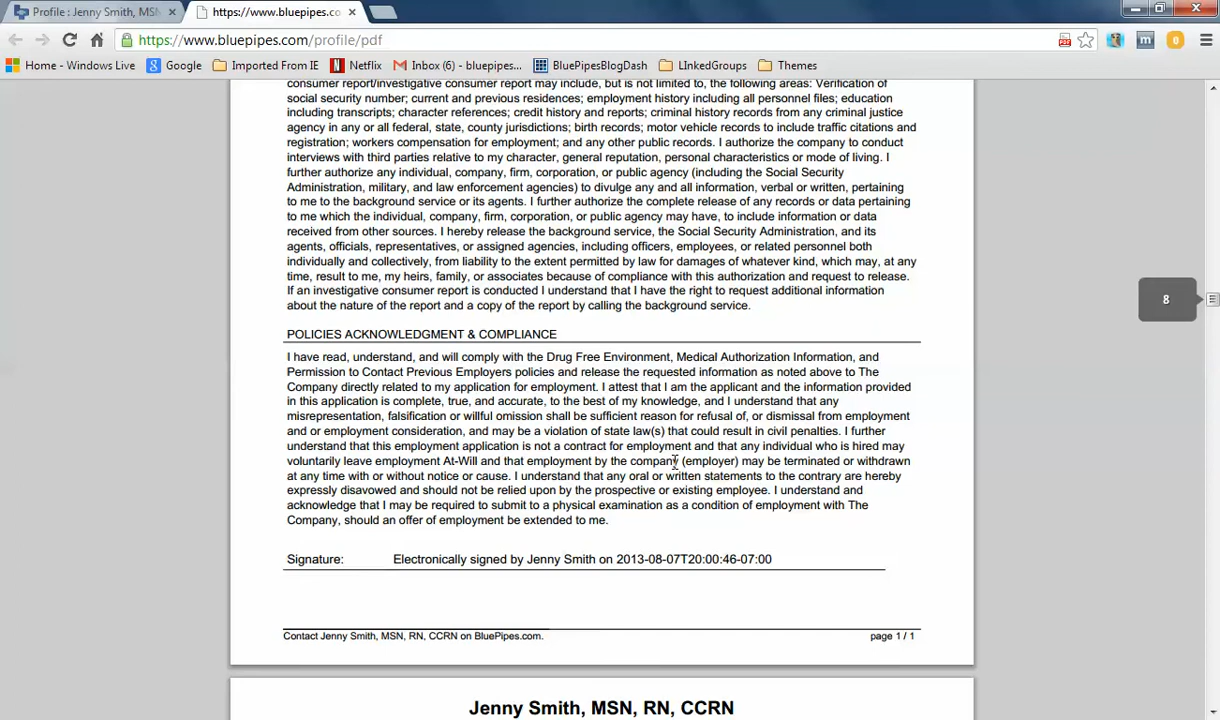 Profile : Jenny Smith, MSN
https://www.bluepipes.co
https://www.bluepipes.com/profile/pdf
Home - Windows Live
Google
Imported From IE
Netflix
Inbox (6) - bluepipes...
BluePipesBlogDash
LInkedGroups
Themes
consumer report/investigative consumer report may include, but is not limited to, the following areas: Verification of
social security number; current and previous residences; employment history including all personnel files; education
including transcripts; character references; credit history and reports; criminal history records from any criminal justice
agency in any or all federal, state, county jurisdictions; birth records; motor vehicle records to include traffic citations and
registration; workers compensation for employment; and any other public records. I authorize the company to conduct
interviews with third parties relative to my character, general reputation, personal characteristics or mode of living. I
further authorize any individual, company, firm, corporation, or public agency (including the Social Security
Administration, military, and law enforcement agencies) to divulge any and all information, verbal or written, pertaining
to me to the background service or its agents. I further authorize the complete release of any records or data pertaining
to me which the individual, company, firm, corporation, or public agency may have, to include information or data
received from other sources. I hereby release the background service, the Social Security Administration, and its
agents, officials, representatives, or assigned agencies, including officers, employees, or related personnel both
individually and collectively, from liability to the extent permitted by law for damages of whatever kind, which may, at any
time, result to me, my heirs, family, or associates because of compliance with this authorization and request to release.
If an investigative consumer report is conducted I understand that I have the right to request additional information
about the nature of the report and a copy of the report by calling the background service.
8
POLICIES ACKNOWLEDGMENT & COMPLIANCE
I have read, understand, and will comply with the Drug Free Environment, Medical Authorization Information, and
Permission to Contact Previous Employers policies and release the requested information as noted above to The
Company directly related to my application for employment. I attest that I am the applicant and the information provided
in this application is complete, true, and accurate, to the best of my knowledge, and I understand that any
misrepresentation, falsification or willful omission shall be sufficient reason for refusal of, or dismissal from employment
and or employment consideration, and may be a violation of state law(s) that could result in civil penalties. I further
understand that this employment application is not a contract for employment and that any individual who is hired may
voluntarily leave employment At-Will and that employment by the company (employer) may be terminated or withdrawn
at any time with or without notice or cause. I understand that any oral or written statements to the contrary are hereby
expressly disavowed and should not be relied upon by the prospective or existing employee. I understand and
acknowledge that I may be required to submit to a physical examination as a condition of employment with The
Company, should an offer of employment be extended to me.
Signature: Electronically signed by Jenny Smith on 2013-08-07T20:00:46-07:00
Contact Jenny Smith, MSN, RN, CCRN on BluePipes.com. page 1 / 1
Jenny Smith, MSN, RN, CCRN